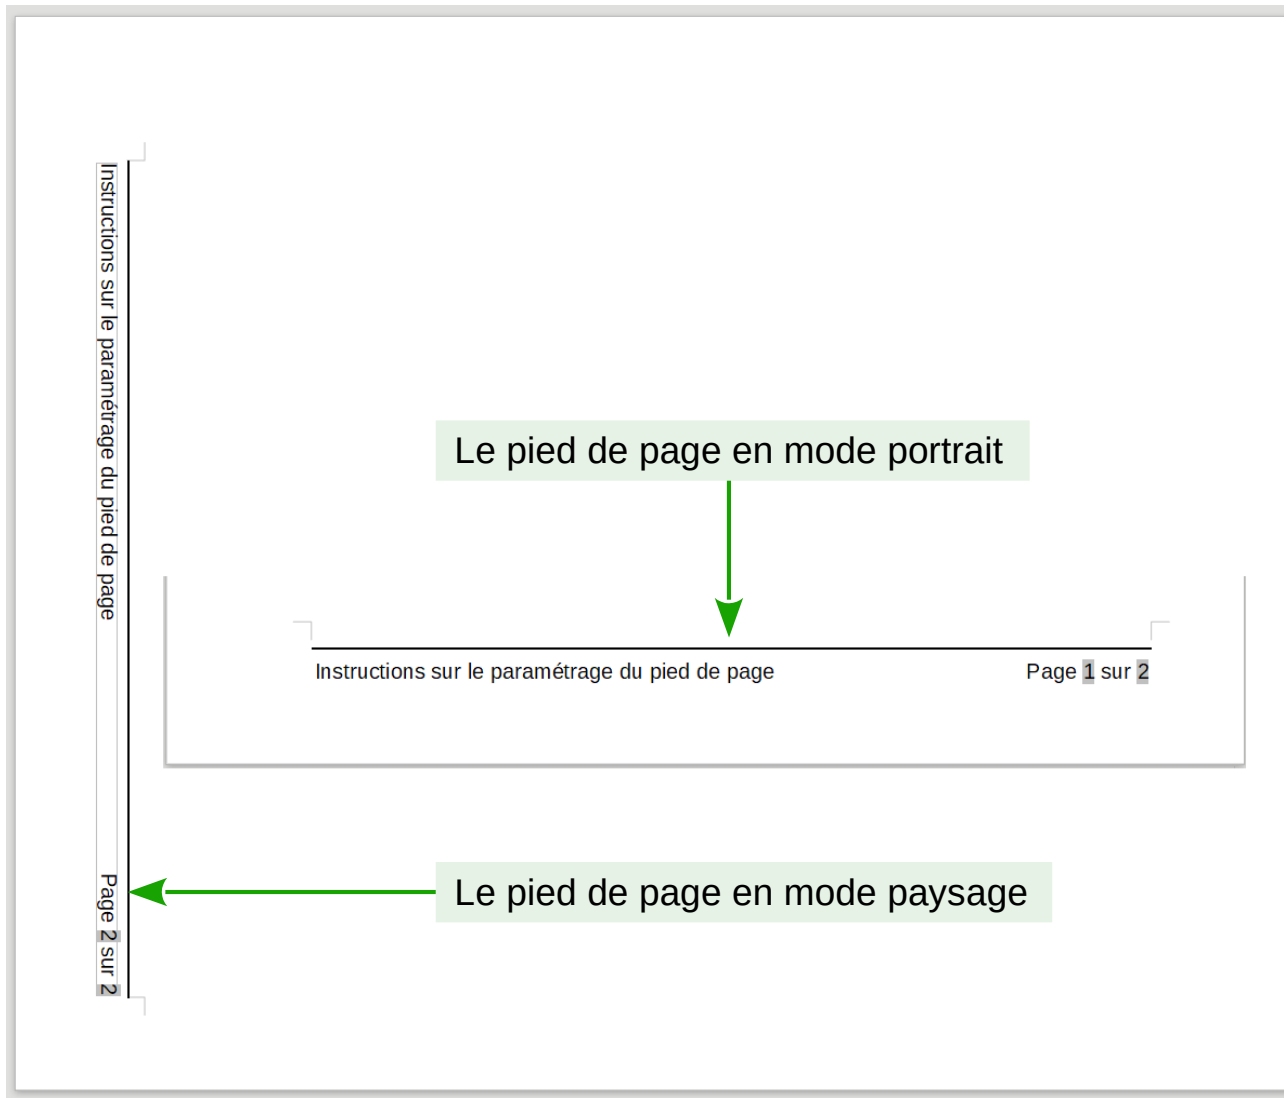 Instructions sur le paramétrage du pied de page
Page 2 sur 2
Le pied de page en mode portrait
Instructions sur le paramétrage du pied de page
Page 1 sur 2
Le pied de page en mode paysage